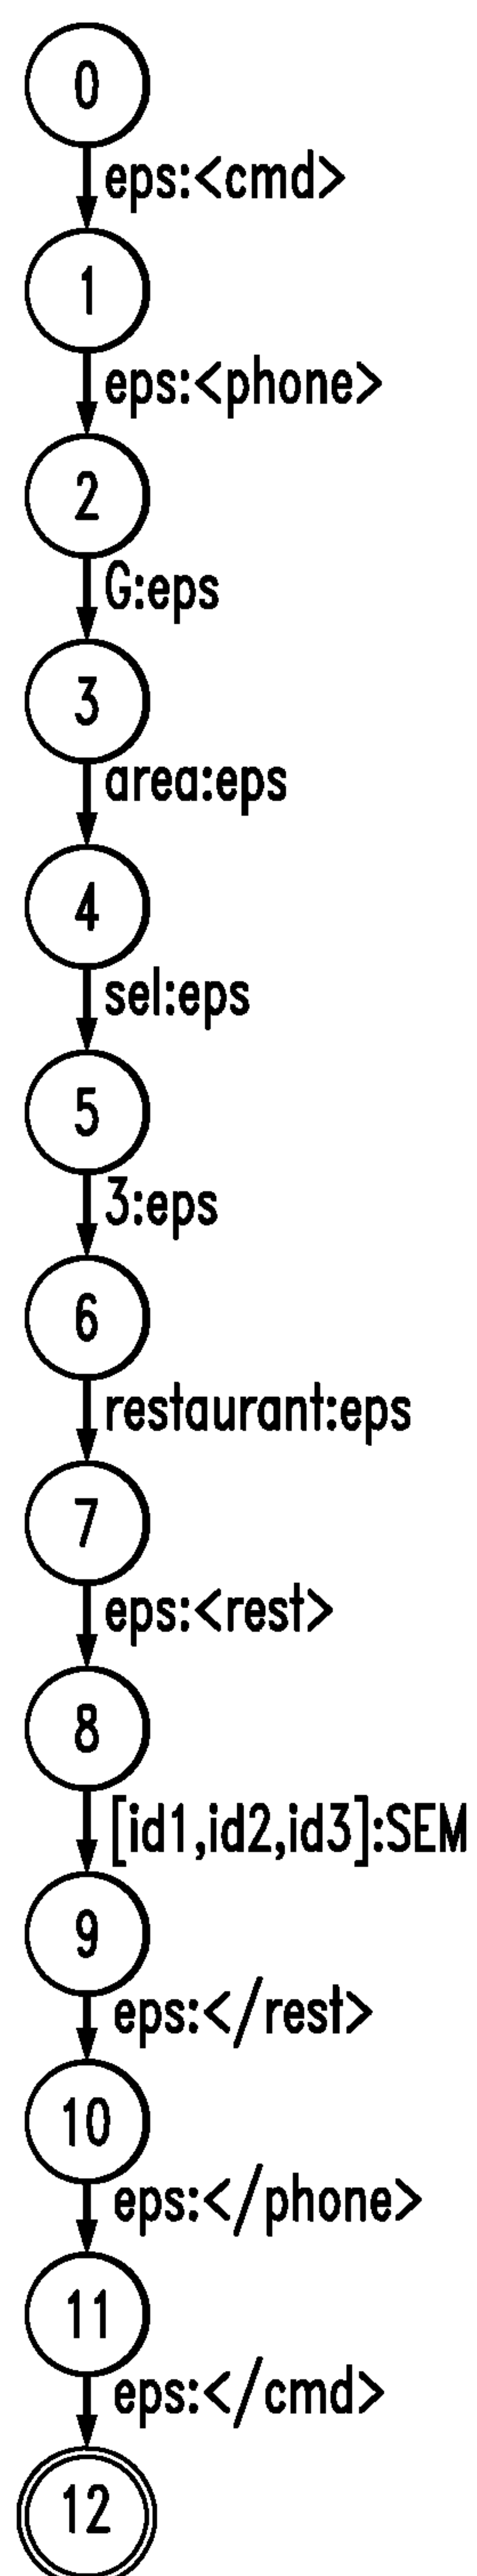 0
eps:<cmd>
1
eps:<phone>
2
G:eps
3
area:eps
4
sel:eps
5
3:eps
6
restaurant:eps
7
eps:<rest>
8
[id1,id2,id3]:SEM
9
eps:</rest>
10
eps:</phone>
11
eps:</cmd>
12